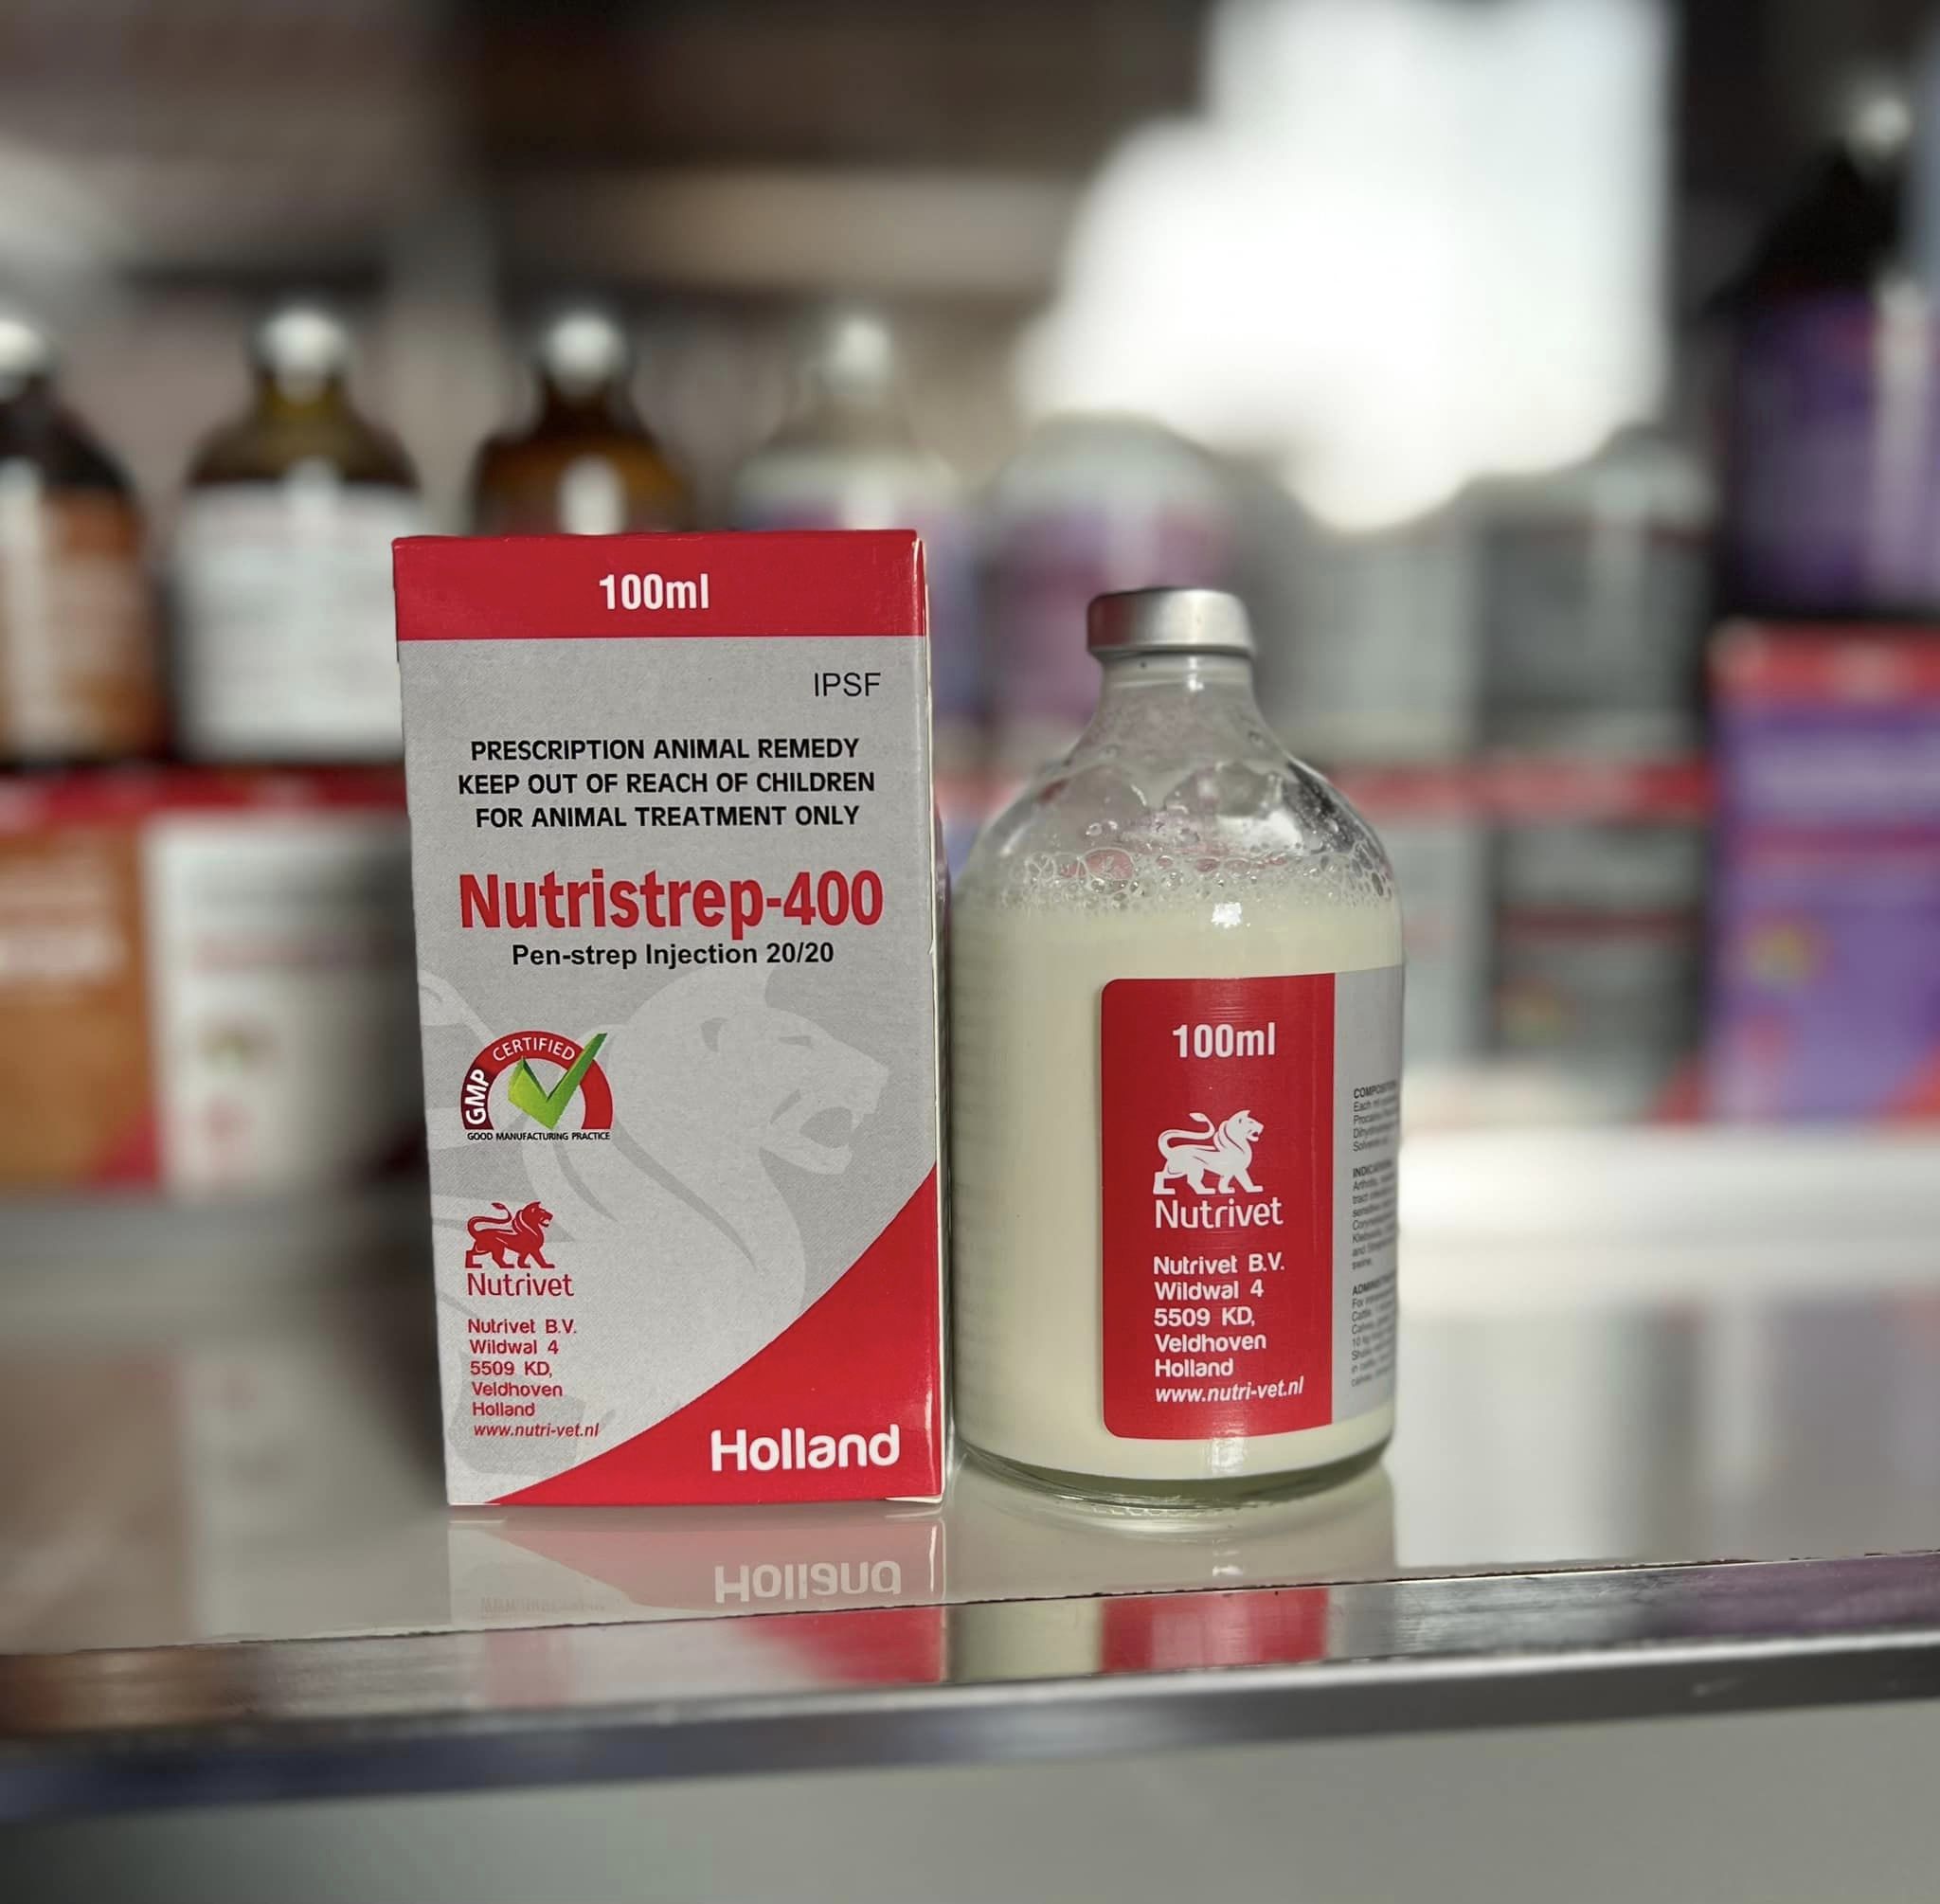 100ml
IPSF
PRESCRIPTION ANIMAL REMEDY
KEEP OUT OF REACH OF CHILDREN
FOR ANIMAL TREATMENT ONLY
Nutristrep-400
Pen-strep Injection 20/20
GMP CERTIFIED
GOOD MANUFACTURING PRACTICE
Nutrivet
Nutrivet B.V.
Wildwal 4
5509 KD,
Veldhoven
Holland
www.nutri-vet.nl
Holland
100ml
Nutrivet
Nutrivet B.V.
Wildwal 4
5509 KD,
Veldhoven
Holland
www.nutri-vet.nl